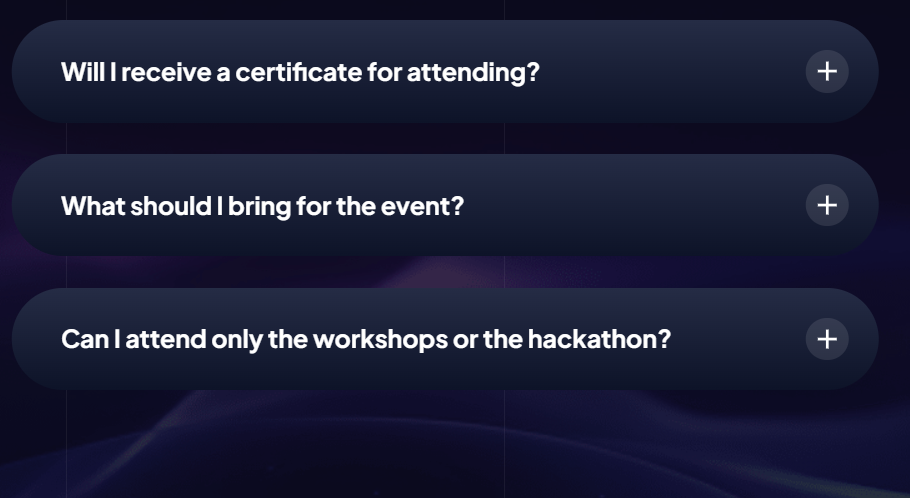 Will I receive a certificate for attending?
What should I bring for the event?
Can I attend only the workshops or the hackathon?